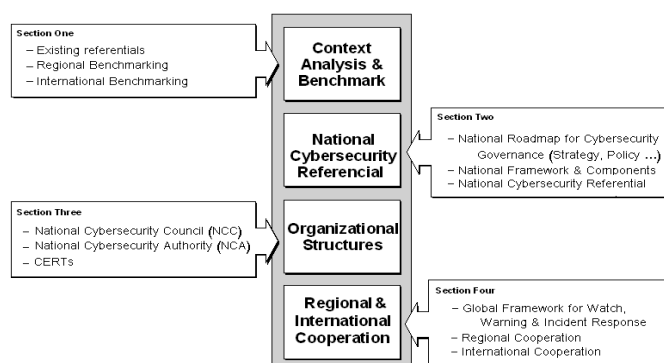 Section One
– Existing referentials
– Regional Benchmarking
– International Benchmarking
Context
Analysis &
Benchmark
National
Cybersecurity
Referencial
Section Two
– National Roadmap for Cybersecurity
Governance (Strategy, Policy ...)
– National Framework & Components
– National Cybersecurity Referential
Section Three
– National Cybersecurity Council (NCC)
– National Cybersecurity Authority (NCA)
– CERTs
Organizational
Structures
Regional &
International
Cooperation
Section Four
– Global Framework for Watch,
Warning & Incident Response
– Regional Cooperation
– International Cooperation